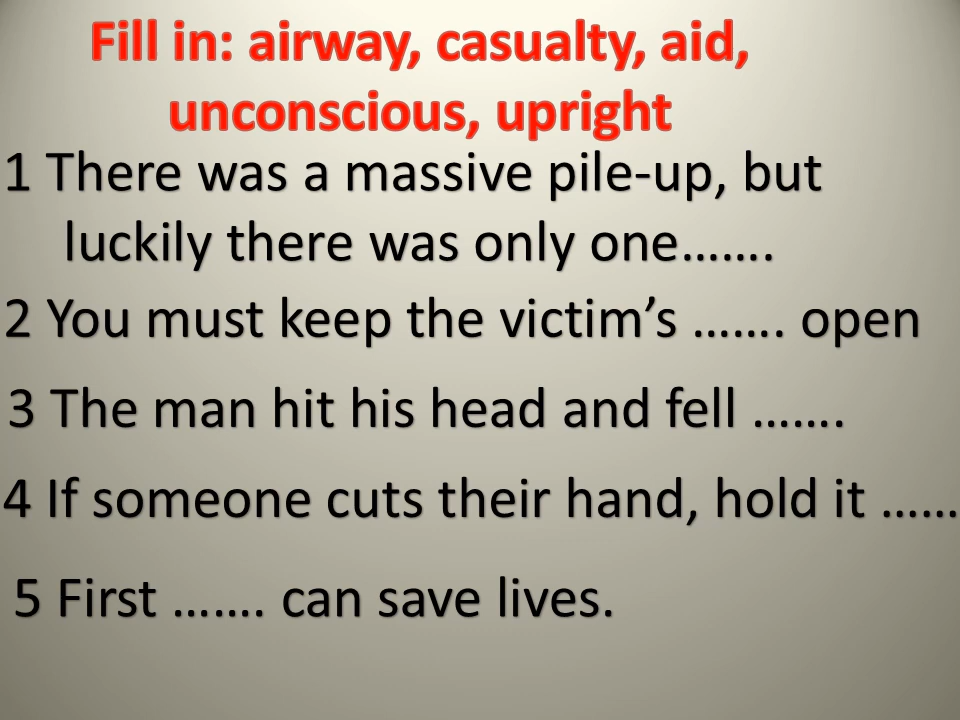 Fill in: airway, casualty, aid,
unconscious, upright
1 There was a massive pile-up, but
luckily there was only one…….
2 You must keep the victim’s ……. open
3 The man hit his head and fell …….
4 If someone cuts their hand, hold it ……
5 First ……. can save lives.